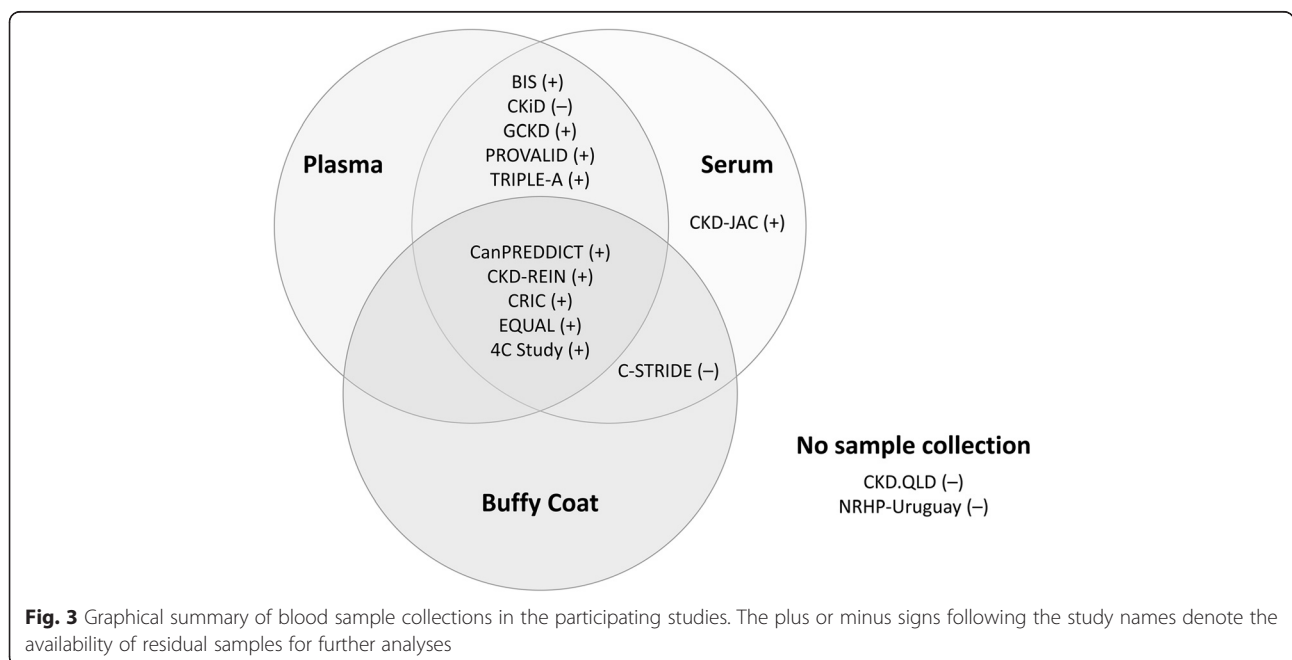 BIS (+)
CKiD (–)
GCKD (+)
PROVALID (+)
TRIPLE-A (+)
Plasma
Serum
CKD-JAC (+)
CanPREDDICT (+)
CKD-REIN (+)
CRIC (+)
EQUAL (+)
4C Study (+)
C-STRIDE (–)
Buffy Coat
No sample collection
CKD.QLD (–)
NRHP-Uruguay (–)
Fig. 3 Graphical summary of blood sample collections in the participating studies. The plus or minus signs following the study names denote the
availability of residual samples for further analyses